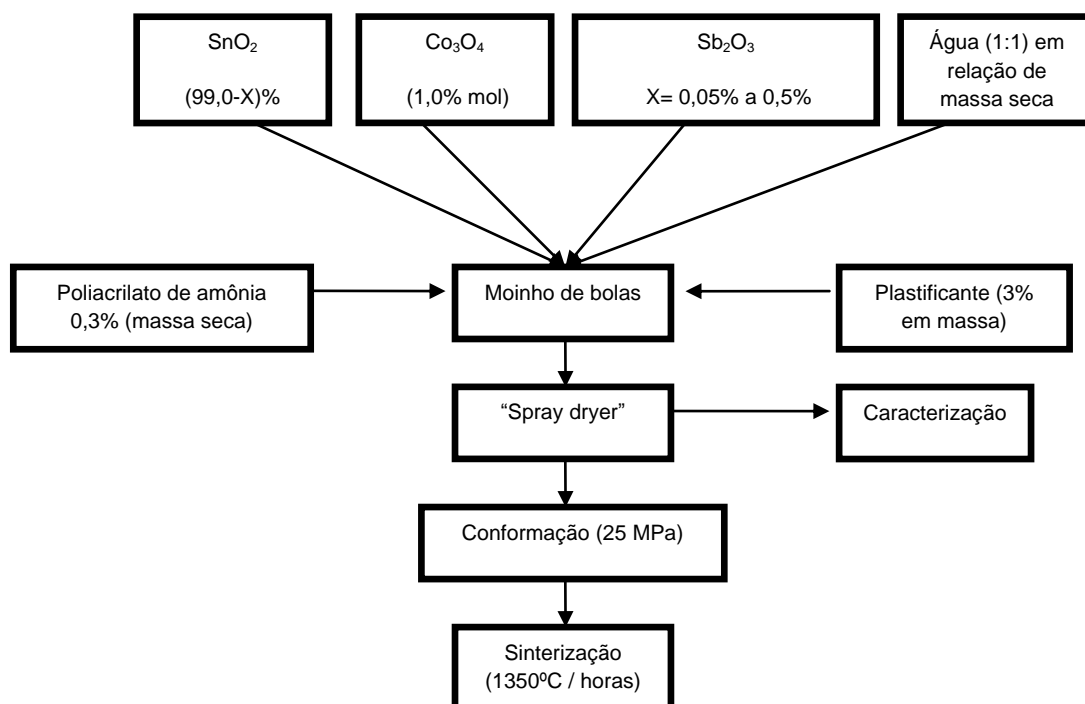 SnO₂
(99,0-X)%
Co₃O₄
(1,0% mol)
Sb₂O₃
X= 0,05% a 0,5%
Água (1:1) em
relação de
massa seca
Poliacrilato de amônia
0,3% (massa seca)
Moinho de bolas
Plastificante (3%
em massa)
“Spray dryer”
Caracterização
Conformação (25 MPa)
Sinterização
(1350ºC / horas)